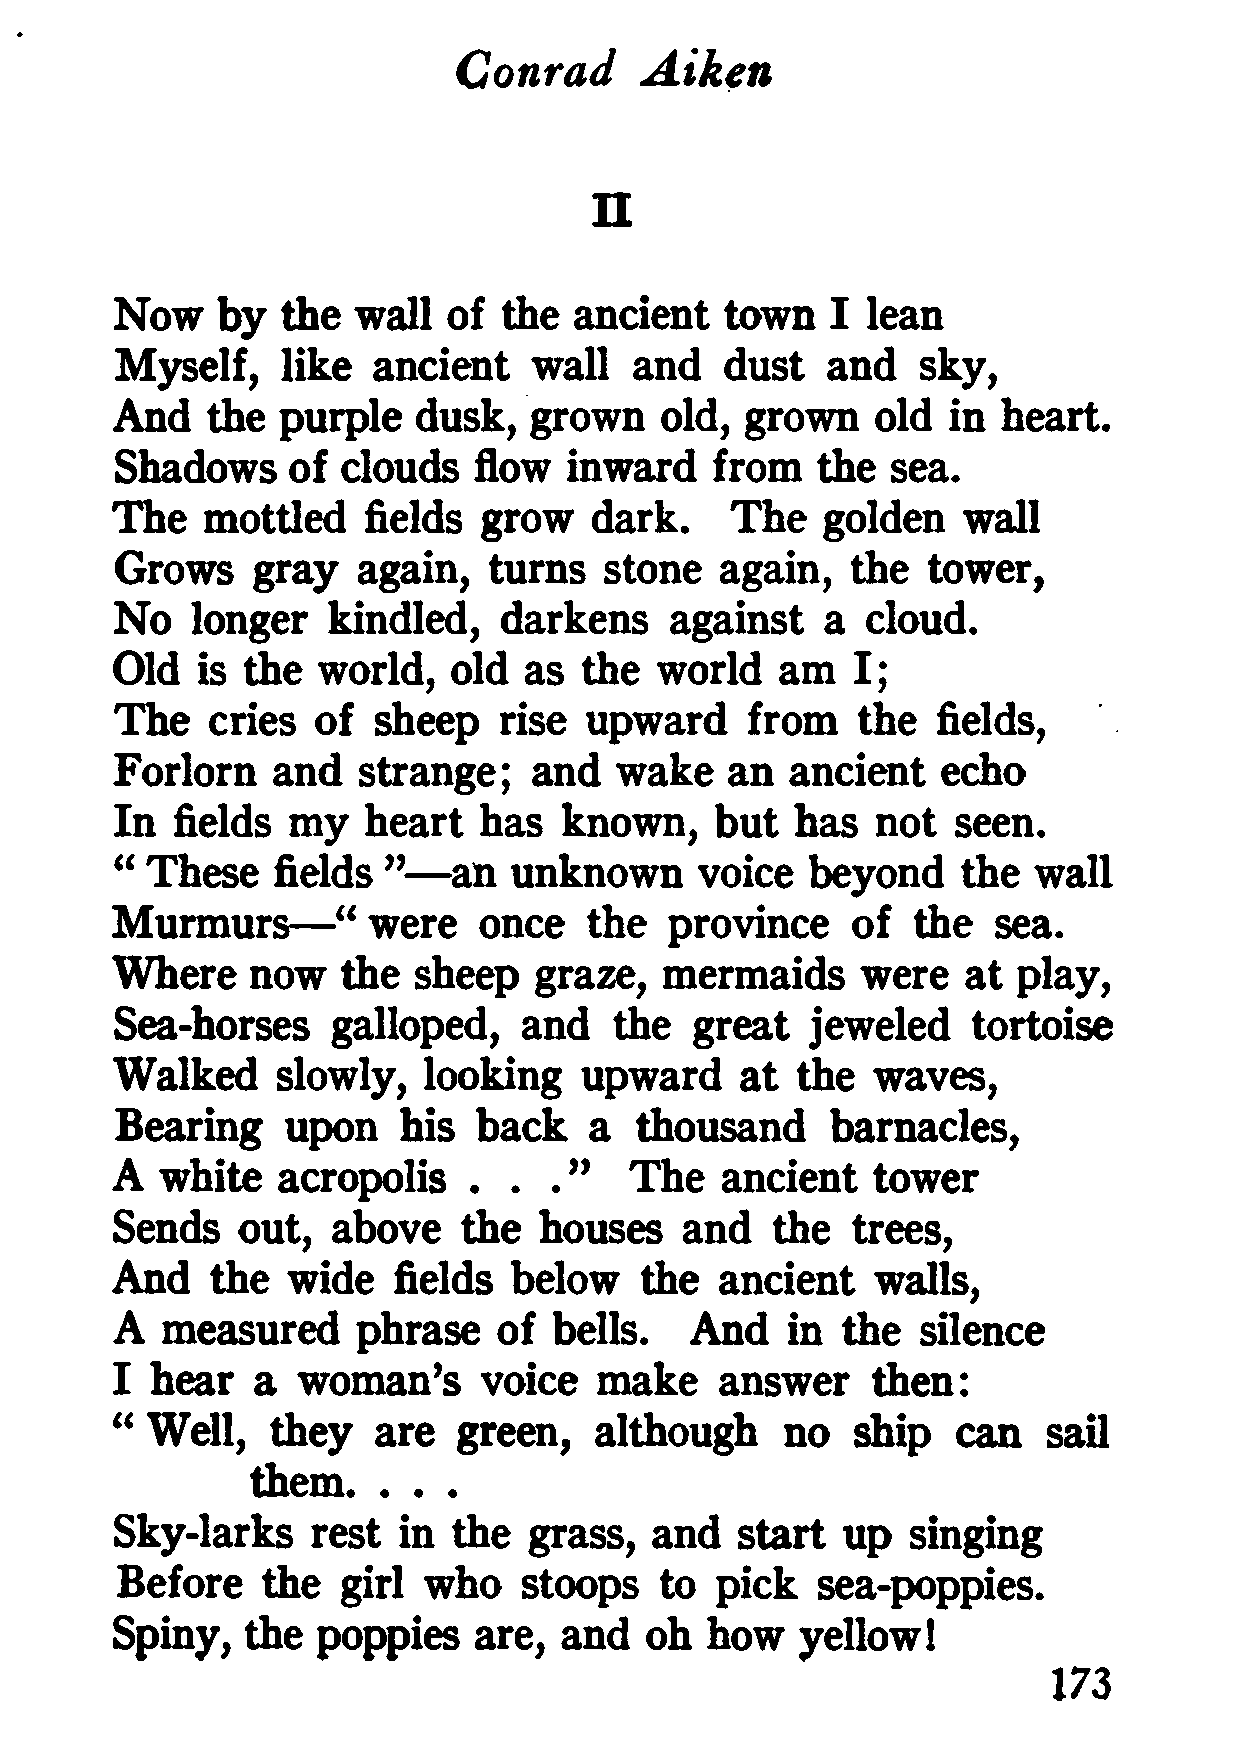 Conrad Aiken
II
Now by the wall of the ancient town I lean
Myself, like ancient wall and dust and sky,
And the purple dusk, grown old, grown old in heart.
Shadows of clouds flow inward from the sea.
The mottled fields grow dark. The golden wall
Grows gray again, turns stone again, the tower,
No longer kindled, darkens against a cloud.
Old is the world, old as the world am I;
The cries of sheep rise upward from the fields,
Forlorn and strange; and wake an ancient echo
In fields my heart has known, but has not seen.
“ These fields ”—an unknown voice beyond the wall
Murmurs—“ were once the province of the sea.
Where now the sheep graze, mermaids were at play,
Sea-horses galloped, and the great jeweled tortoise
Walked slowly, looking upward at the waves,
Bearing upon his back a thousand barnacles,
A white acropolis . . .” The ancient tower
Sends out, above the houses and the trees,
And the wide fields below the ancient walls,
A measured phrase of bells. And in the silence
I hear a woman's voice make answer then:
“ Well, they are green, although no ship can sail
them. . . .
Sky-larks rest in the grass, and start up singing
Before the girl who stoops to pick sea-poppies.
Spiny, the poppies are, and oh how yellow!
173